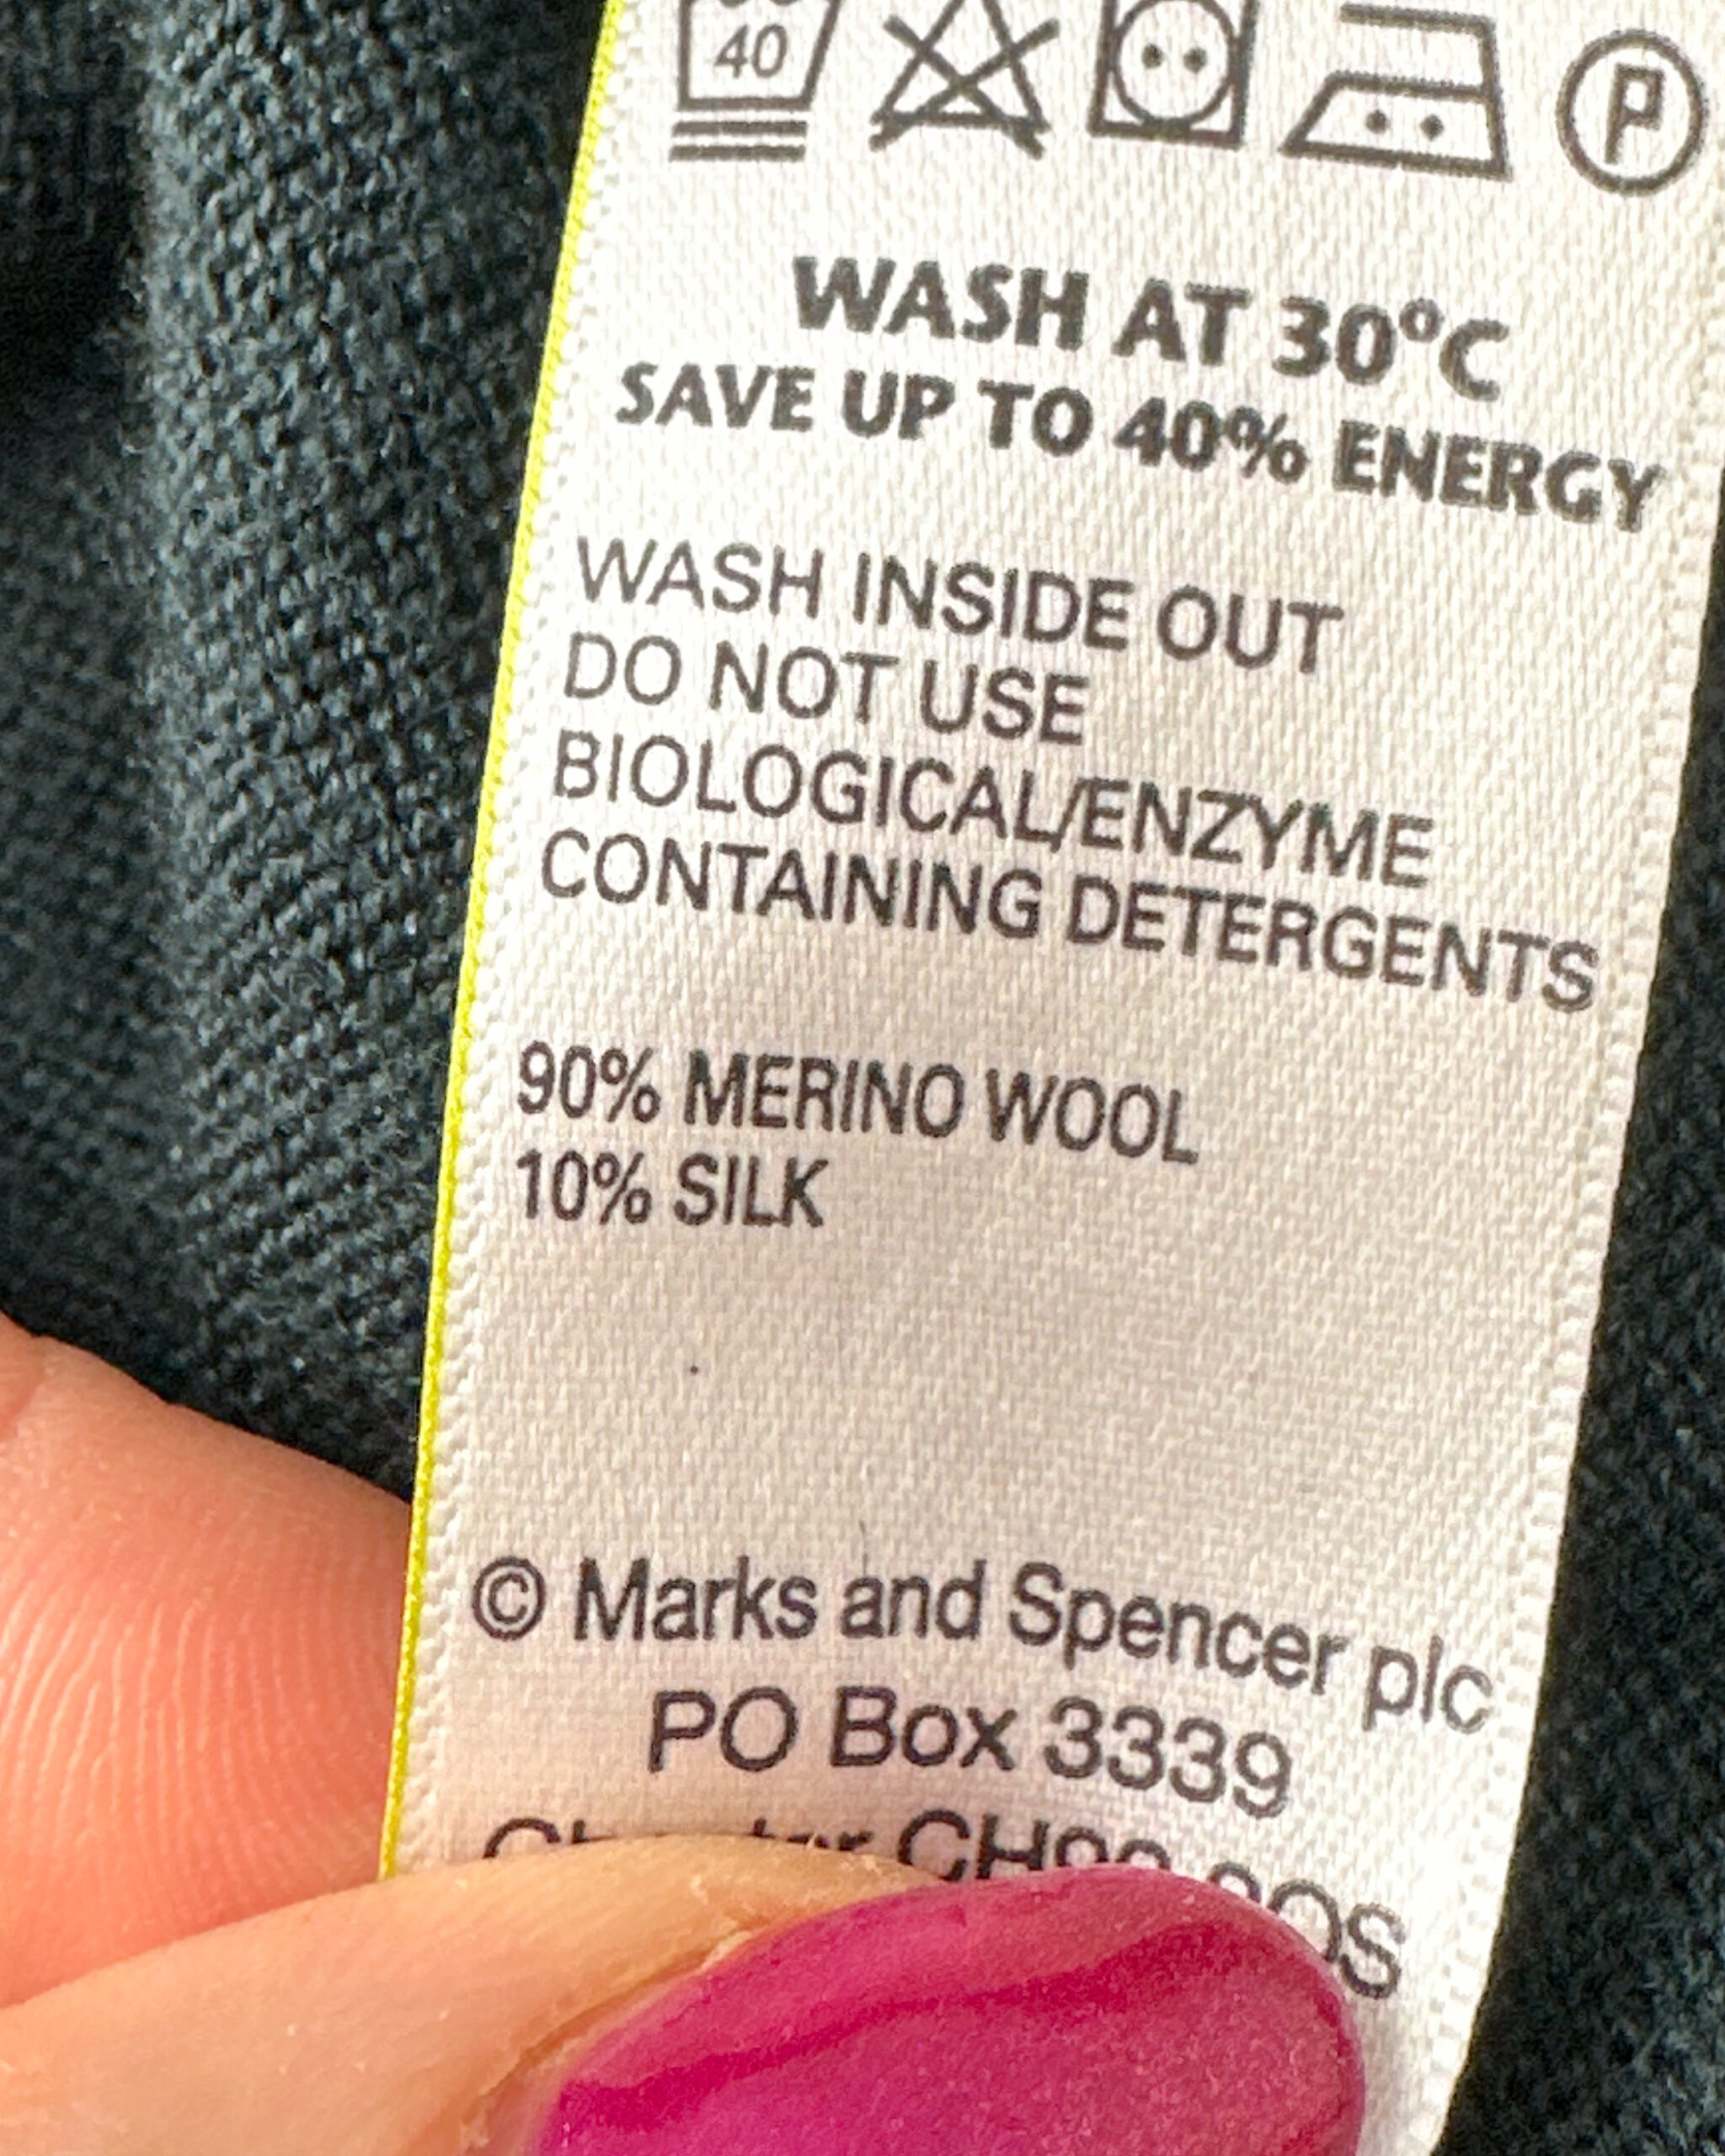 40
P
WASH AT 30°C
SAVE UP TO 40% ENERGY
WASH INSIDE OUT
DO NOT USE
BIOLOGICAL/ENZYME
CONTAINING DETERGENTS
90% MERINO WOOL
10% SILK
© Marks and Spencer plc
PO Box 3339